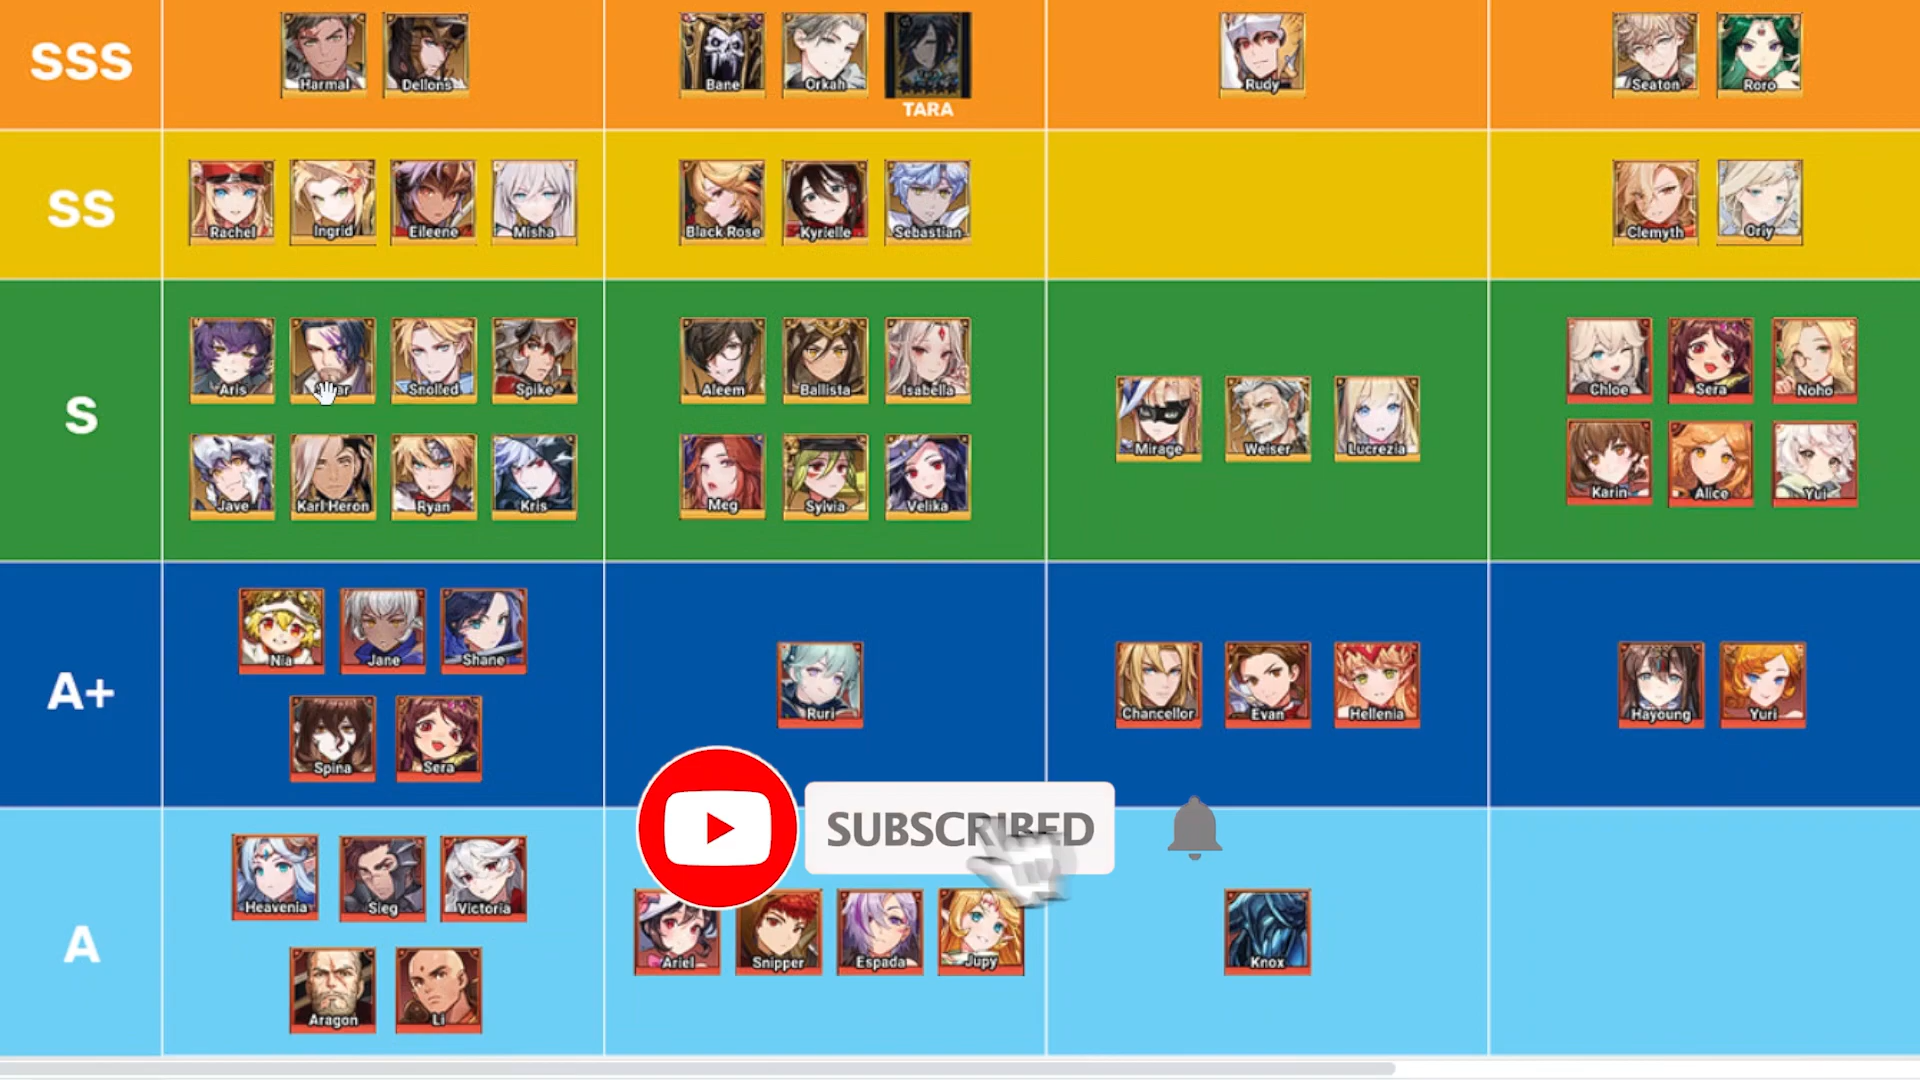 SSS
Harmal
Dellons
Bane
Orkah
TARA
Rudy
Seaton
Roro
SS
Rachel
Ingrid
Eileene
Misha
Black Rose
Kyrielle
Sebastian
Clemyth
Orly
S
Aris
Snolled
Spike
Aleem
Ballista
Isabella
Chloe
Sera
Noho
Mirage
Weiser
Lucrezia
Jave
Karl Heron
Ryan
Kris
Meg
Sylvia
Velika
Karin
Alice
Yui
A+
Nia
Jane
Shane
Ruri
Chancellor
Evan
Hellenia
Hayoung
Yuri
Spina
Sera
SUBSCRIBED
A
Heavenia
Sieg
Victoria
Ariel
Snipper
Espada
Jupy
Knox
Aragon
Li